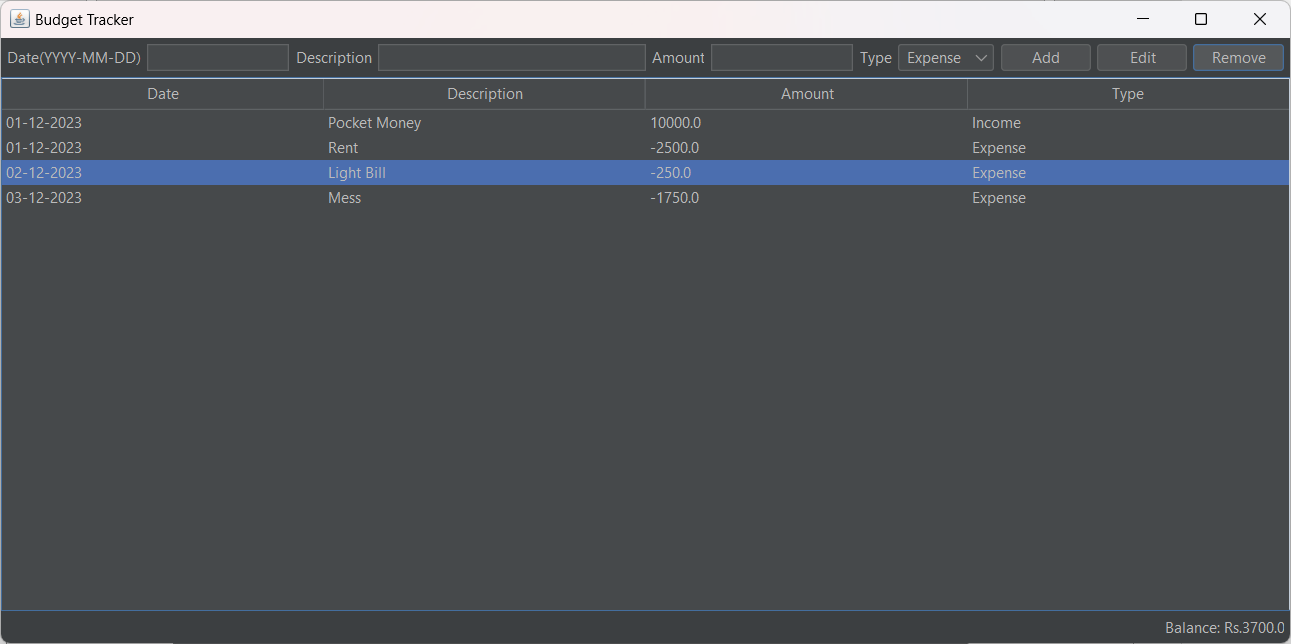 Budget Tracker
Date(YYYY-MM-DD) Description Amount Type Expense Add Edit Remove
Date Description Amount Type
01-12-2023 Pocket Money 10000.0 Income
01-12-2023 Rent -2500.0 Expense
02-12-2023 Light Bill -250.0 Expense
03-12-2023 Mess -1750.0 Expense
Balance: Rs.3700.0